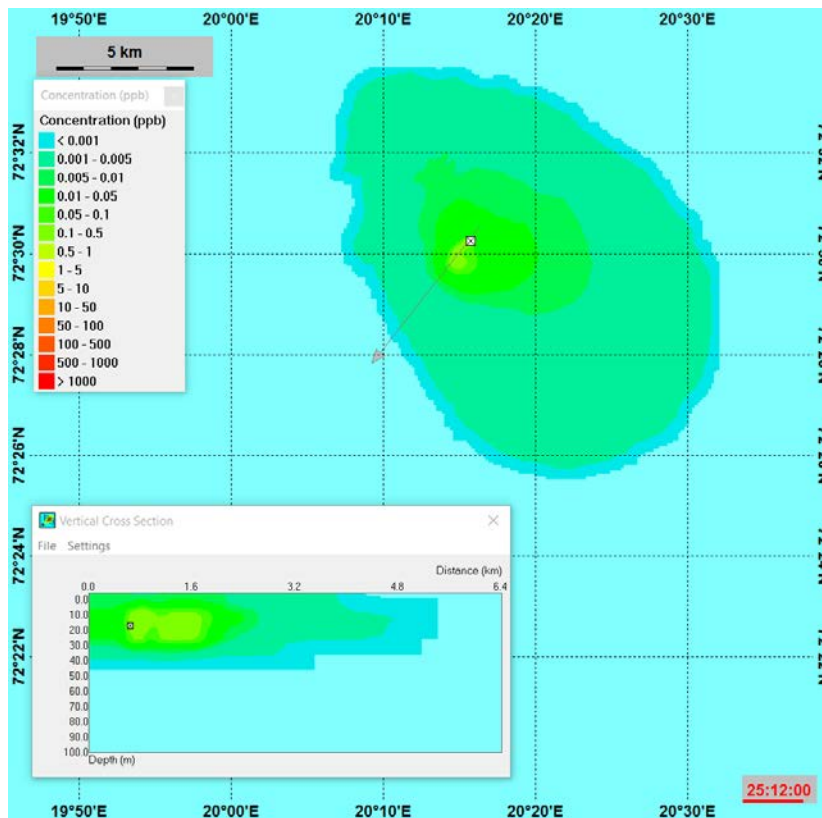 19°50'E 20°00'E 20°10'E 20°20'E 20°30'E
5 km
Concentration (ppb)
Concentration (ppb)
< 0.001
0.001 - 0.005
0.005 - 0.01
0.01 - 0.05
0.05 - 0.1
0.1 - 0.5
0.5 - 1
1 - 5
5 - 10
10 - 50
50 - 100
100 - 500
500 - 1000
> 1000
72°32'N
72°30'N
72°28'N
72°26'N
72°24'N
72°22'N
Vertical Cross Section
File Settings
Distance (km)
0.0 1.6 3.2 4.8 6.4
0.0
10.0
20.0
30.0
40.0
50.0
60.0
70.0
80.0
90.0
100.0
Depth (m)
25:12:00
19°50'E 20°00'E 20°10'E 20°20'E 20°30'E